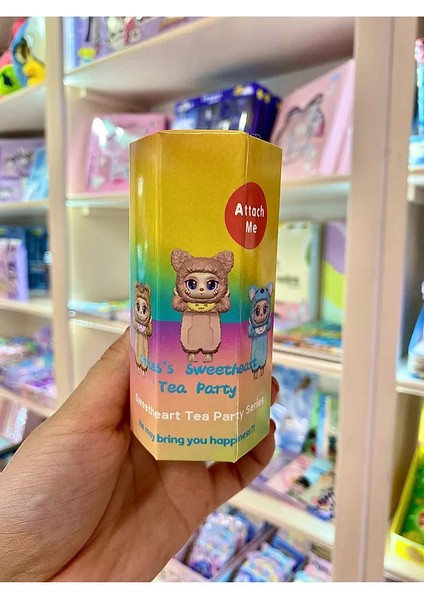 Attach
Me
Sweetheart
Tea Party
Sweetheart Tea Party Series
may bring you happiness!!